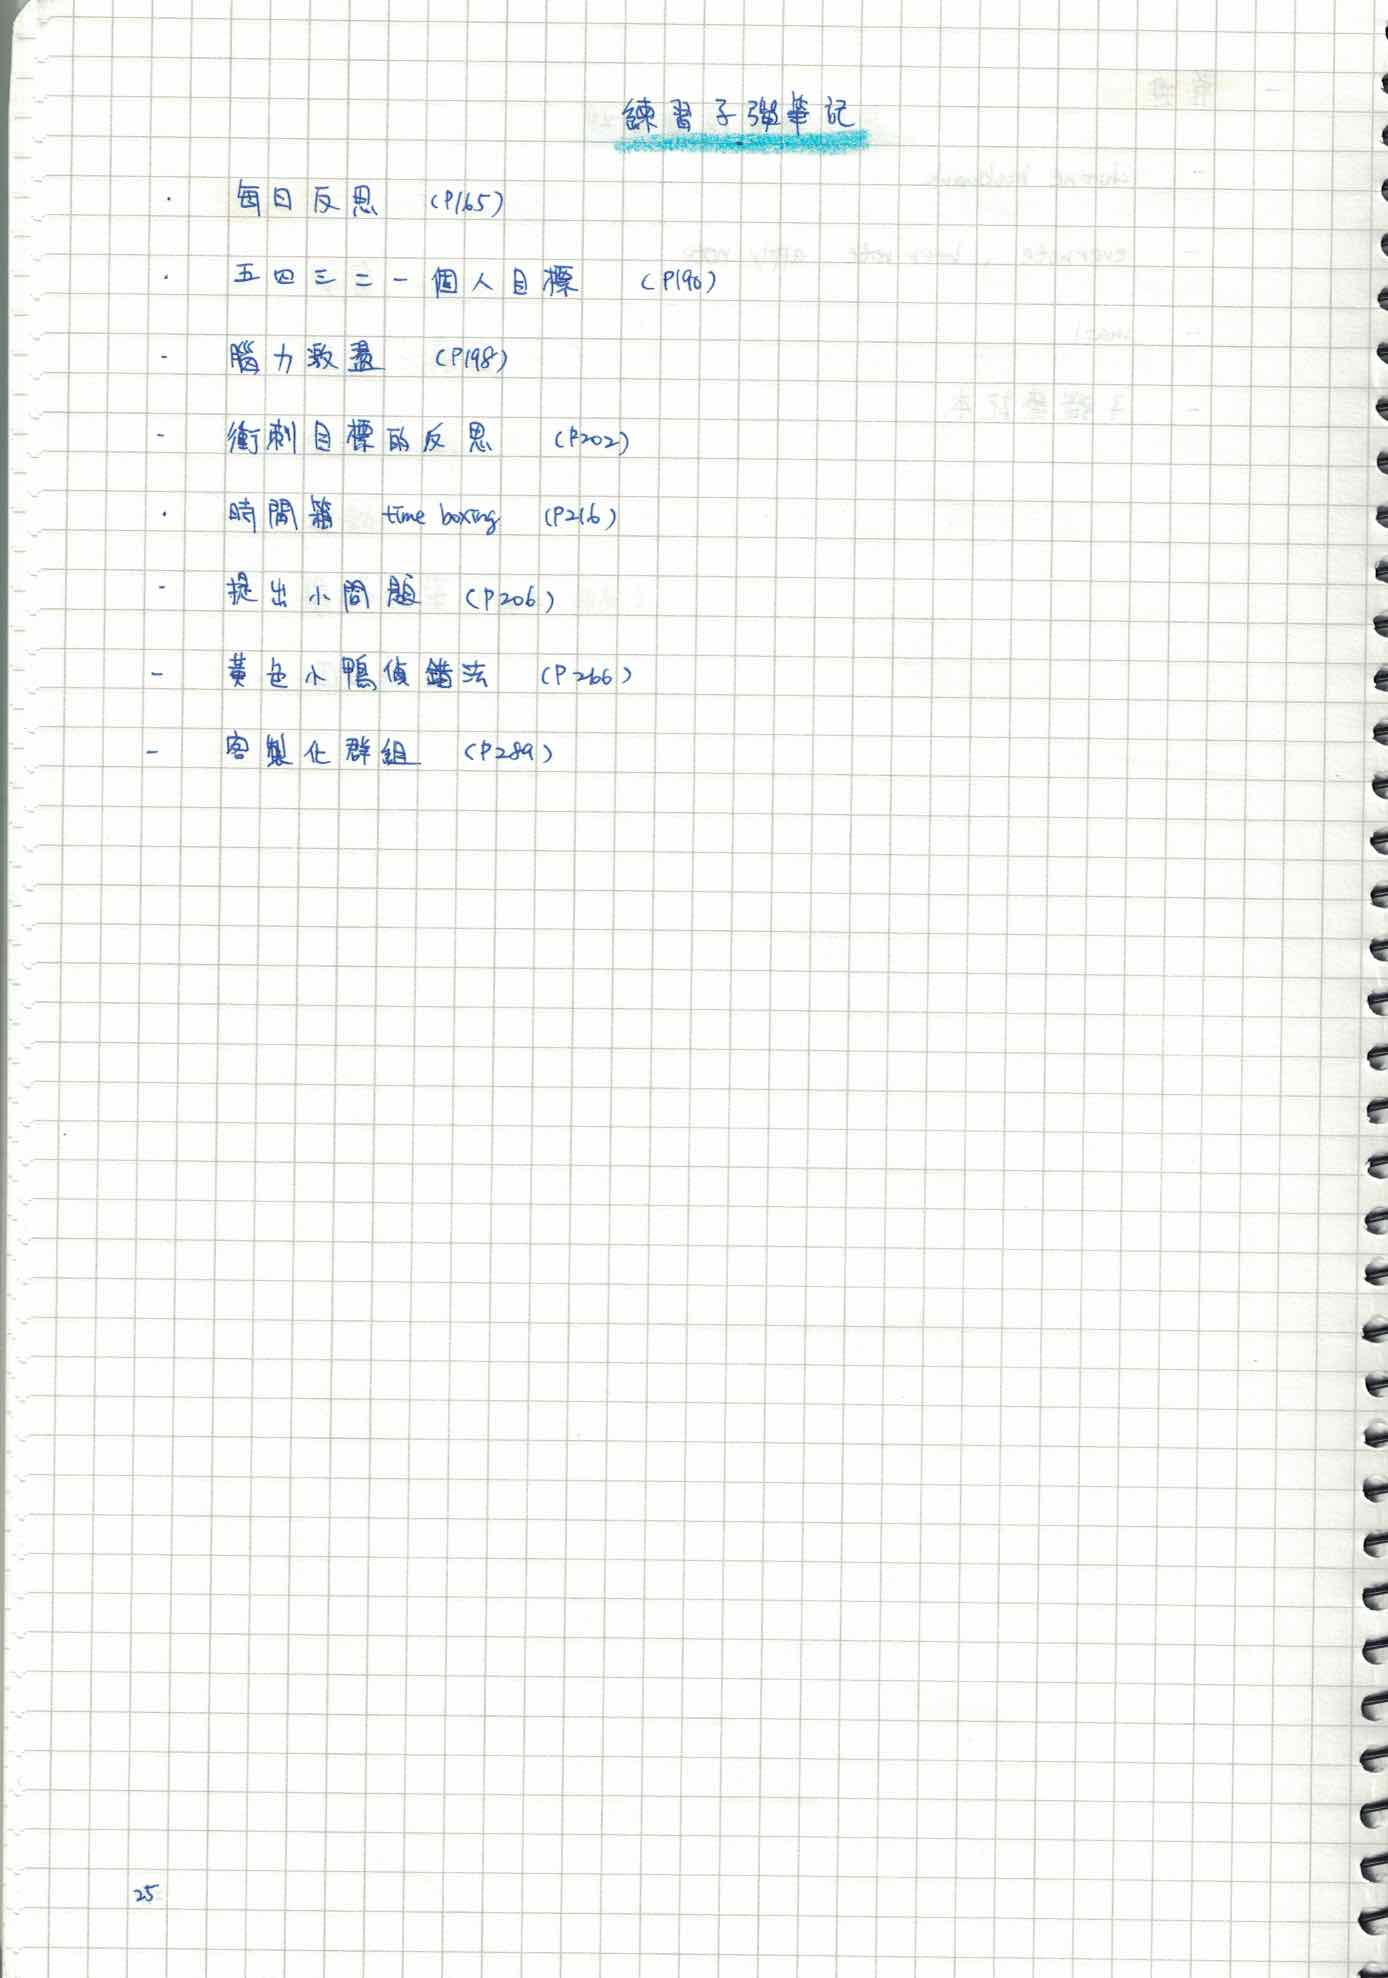 練習子彈筆記
· 每日反思 (P165)
· 五四三二一個人目標 (P190)
- 腦力激盪 (P198)
- 衝刺目標的反思 (P202)
· 時間箱 time boxing (P216)
- 提出小問題 (P206)
- 黃色小鴨偵錯法 (P266)
- 客製化群組 (P289)
25